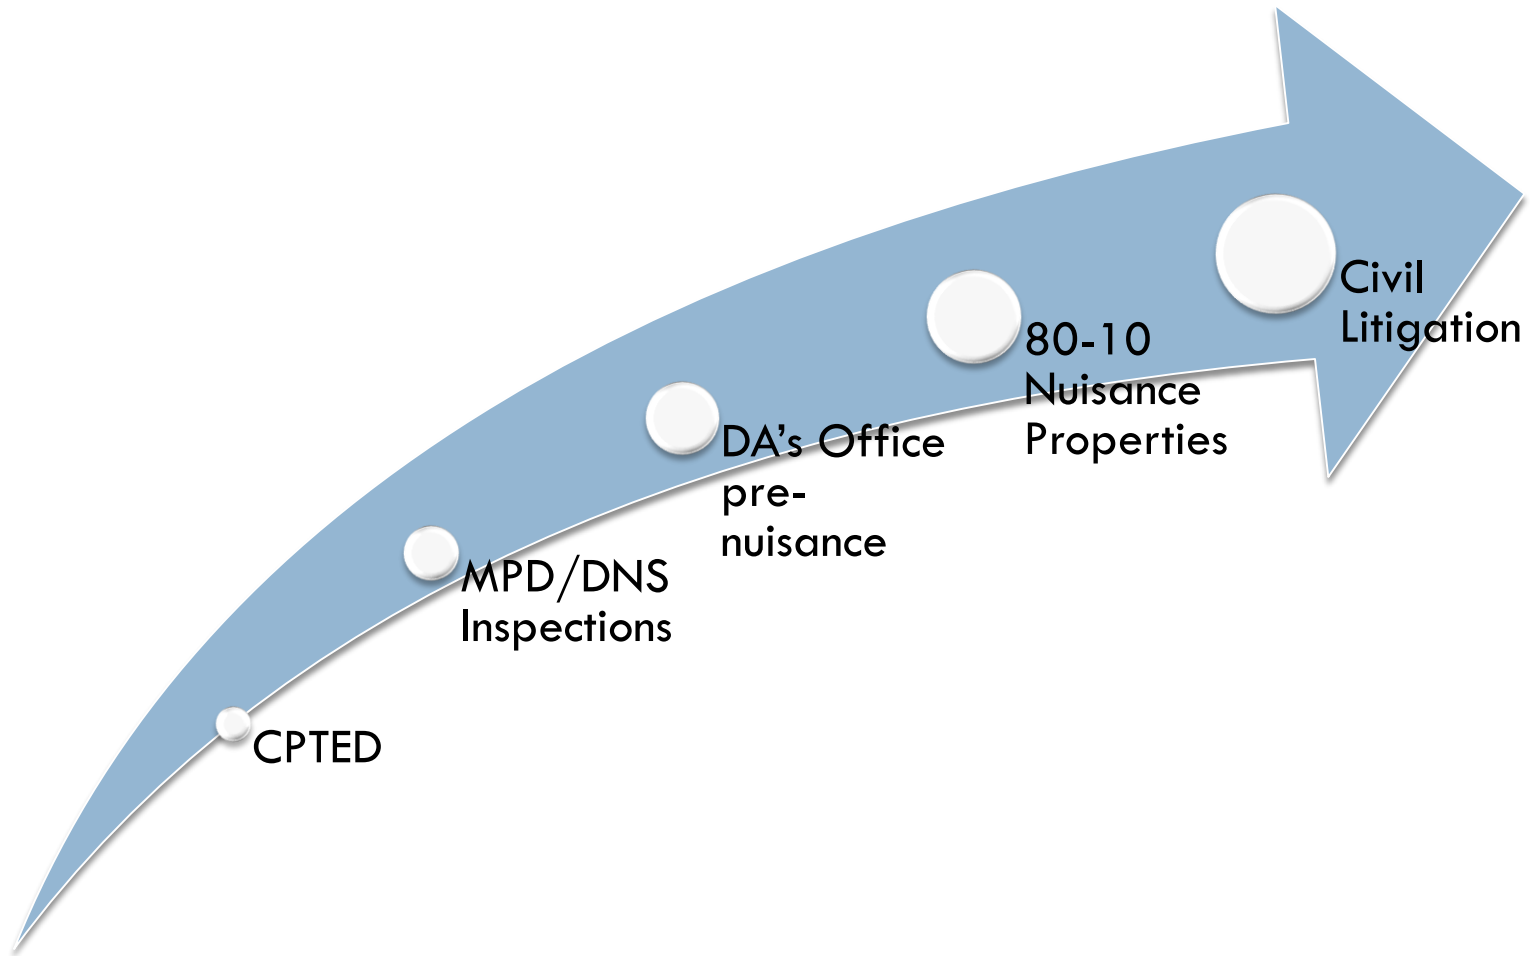 CPTED
MPD/DNS
Inspections
DA’s Office
pre-
nuisance
80-10
Nuisance
Properties
Civil
Litigation